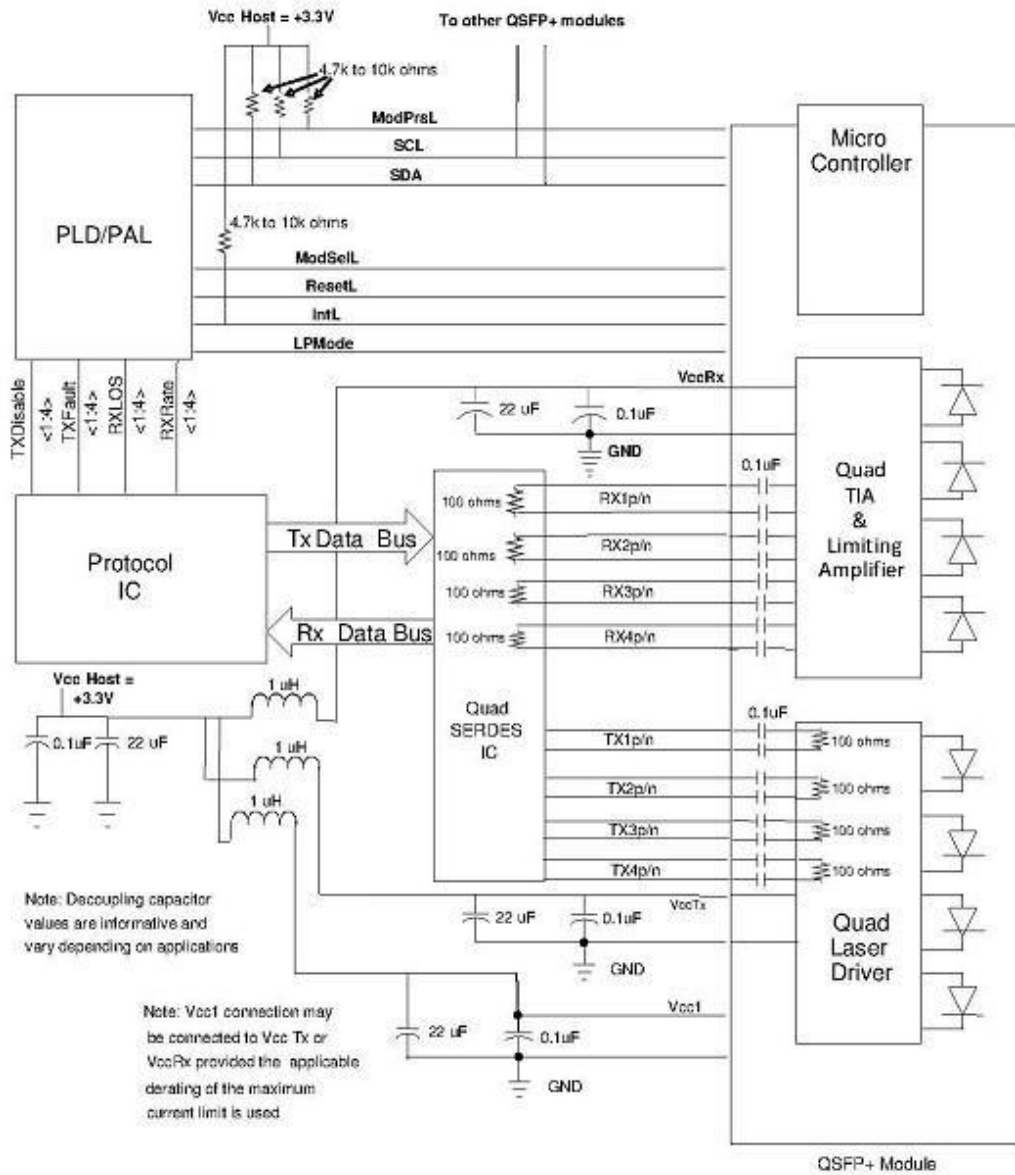 Vcc Host = +3.3V
To other QSFP+ modules
4.7k to 10k ohms
ModPrsL
SCL
SDA
Micro
Controller
PLD/PAL
4.7k to 10k ohms
ModSelL
ResetL
IntL
LPMode
TXDisable
<1:4>
TXFault
<1:4>
RXLOS
<1:4>
RXRate
<1:4>
VccRx
22 uF
0.1uF
GND
0.1uF
Quad
TIA
&
Limiting
Amplifier
100 ohms
RX1p/n
100 ohms
RX2p/n
100 ohms
RX3p/n
100 ohms
RX4p/n
Tx Data Bus
Protocol
IC
Rx Data Bus
Vcc Host =
+3.3V
0.1uF
22 uF
1 uH
1 uH
1 uH
Quad
SERDES
IC
0.1uF
TX1p/n
100 ohms
TX2p/n
100 ohms
TX3p/n
100 ohms
TX4p/n
100 ohms
VccTx
22 uF
0.1uF
GND
Quad
Laser
Driver
Note: Decoupling capacitor
values are informative and
vary depending on applications
Vcc1
22 uF
0.1uF
GND
Note: Vcc1 connection may
be connected to Vcc Tx or
VccRx provided the applicable
derating of the maximum
current limit is used
QSFP+ Module